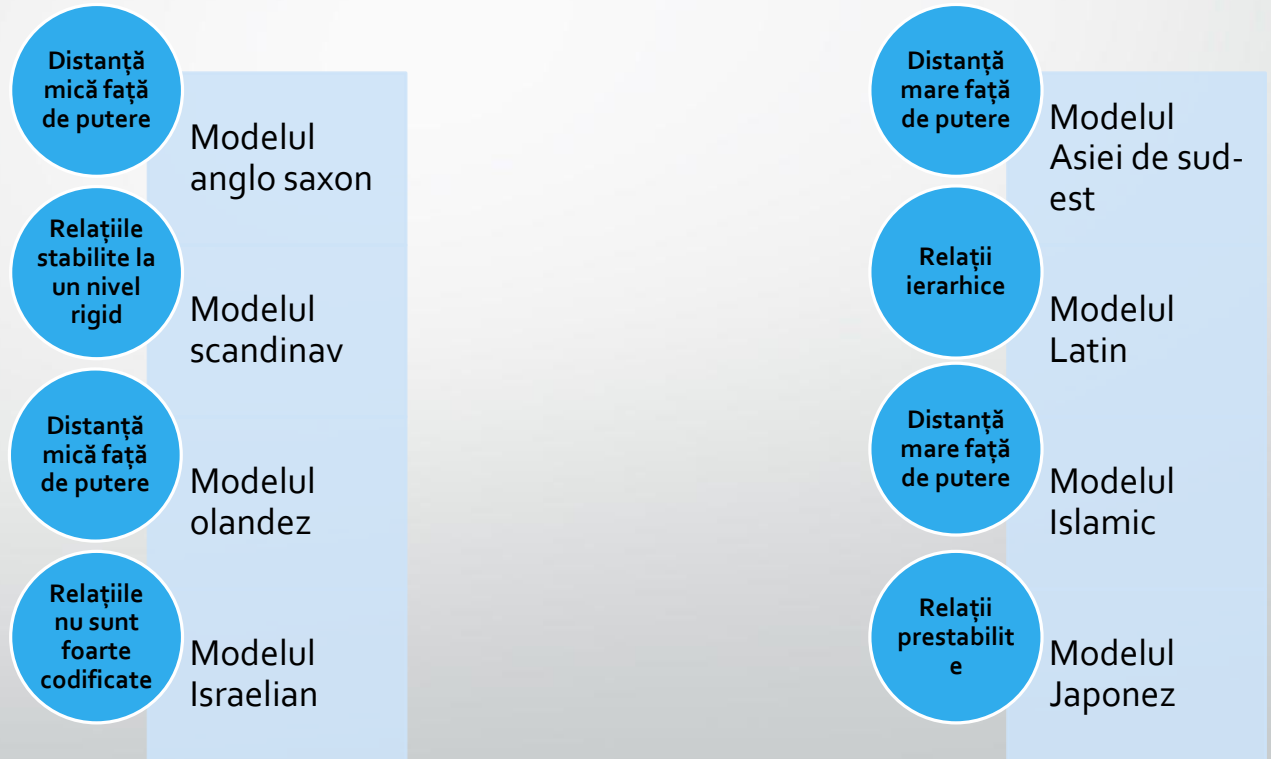 Distanță
mică față
de putere
Modelul
anglo saxon
Relațiile
stabilite la
un nivel
rigid
Modelul
scandinav
Distanță
mică față
de putere
Modelul
olandez
Relațiile
nu sunt
foarte
codificate
Modelul
Israelian
Distanță
mare față
de putere
Modelul
Asiei de sud-
est
Relații
ierarhice
Modelul
Latin
Distanță
mare față
de putere
Modelul
Islamic
Relații
prestabilit
e
Modelul
Japonez